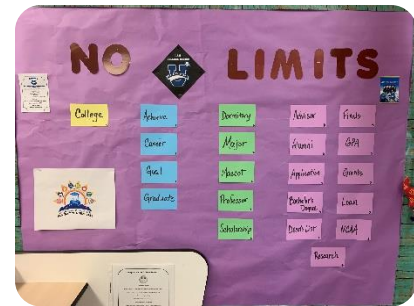 NO LIMITS
College
Achieve
Career
Goal
Graduate
Dormitory
Major
Mascot
Professor
Scholarship
Advisor
Alumni
Application
Bachelor's
Degree
Dean's List
Research
Funds
GPA
Grants
Loan
NCAA